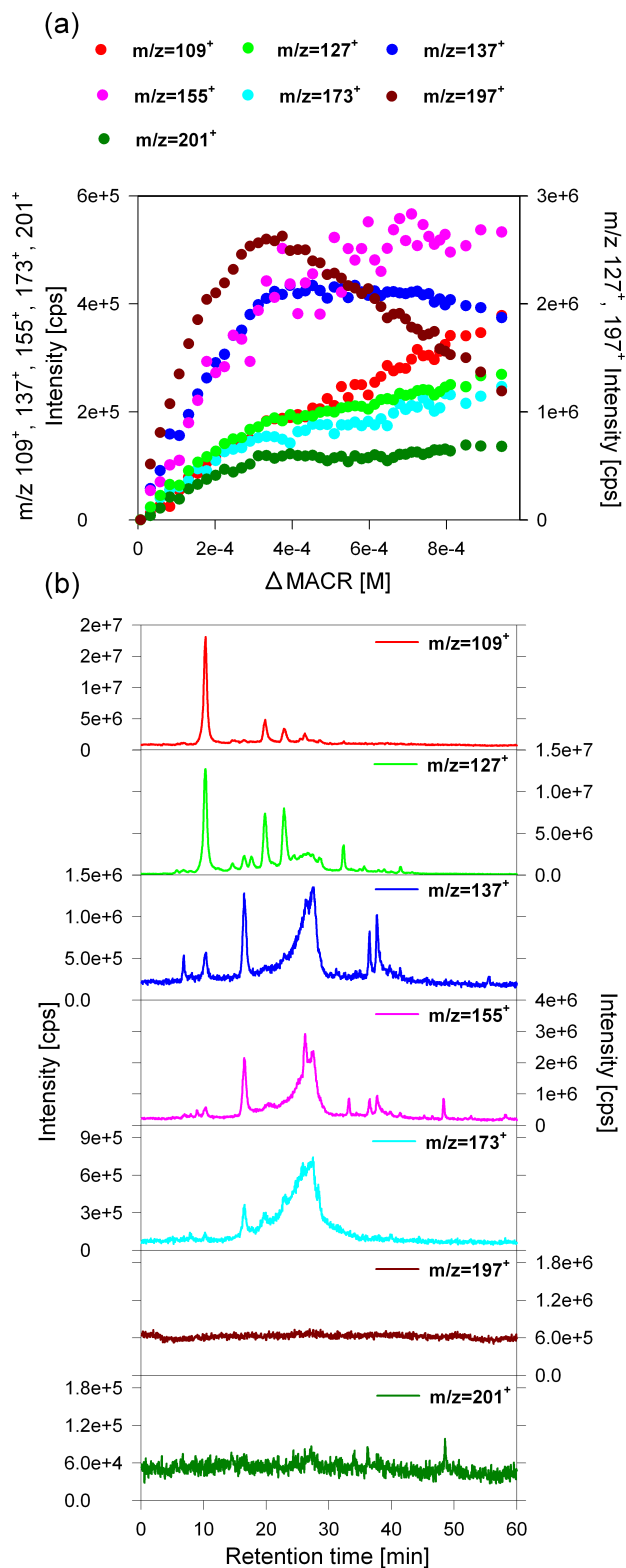 (a)
m/z=109+ m/z=127+ m/z=137+
m/z=155+ m/z=173+ m/z=197+
m/z=201+
m/z 109+, 137+, 155+, 173+, 201+
Intensity [cps]
6e+5
4e+5
2e+5
0
3e+6
2e+6
1e+6
0
m/z 127+, 197+ Intensity [cps]
0 2e-4 4e-4 6e-4 8e-4
Δ MACR [M]
(b)
2e+7
2e+7
1e+7
5e+6
0
m/z=109+
1.5e+7
1.0e+7
5.0e+6
0.0
m/z=127+
1.5e+6
1.0e+6
5.0e+5
0.0
m/z=137+
4e+6
3e+6
2e+6
1e+6
0
m/z=155+
9e+5
6e+5
3e+5
0
m/z=173+
1.8e+6
1.2e+6
6.0e+5
0.0
m/z=197+
1.8e+5
1.2e+5
6.0e+4
0.0
m/z=201+
Intensity [cps]
Intensity [cps]
0 10 20 30 40 50 60
Retention time [min]